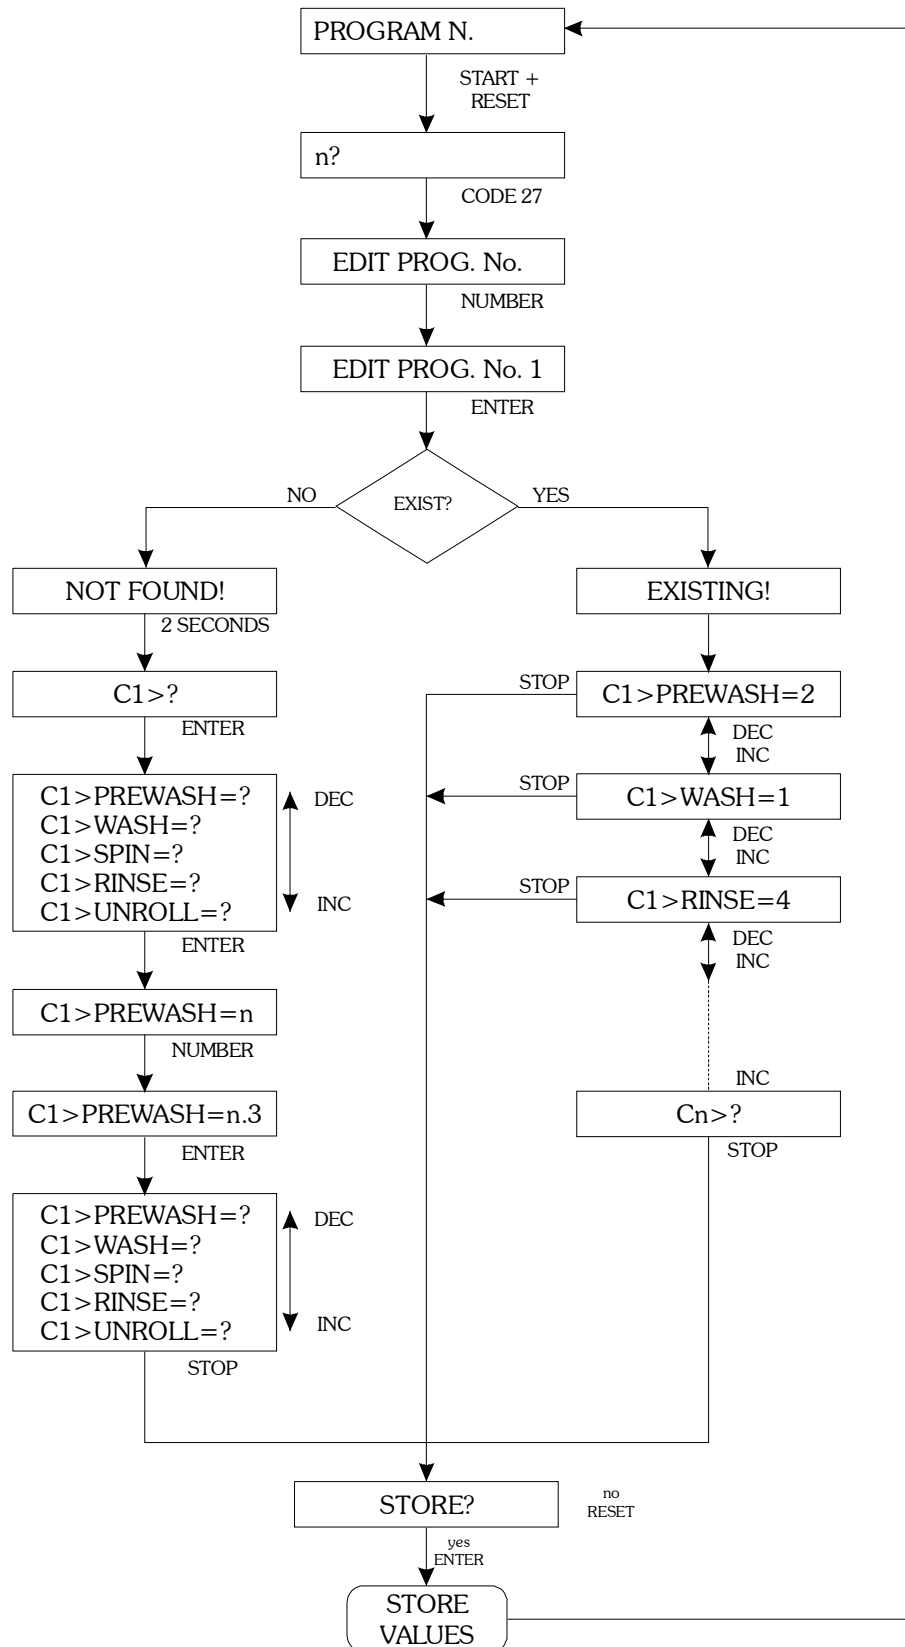 PROGRAM N.
START +
RESET
n?
CODE 27
EDIT PROG. No.
NUMBER
EDIT PROG. No. 1
ENTER
EXIST?
NO
YES
NOT FOUND!
2 SECONDS
C1>?
ENTER
C1>PREWASH=?
C1>WASH=?
C1>SPIN=?
C1>RINSE=?
C1>UNROLL=?
DEC
INC
ENTER
C1>PREWASH=n
NUMBER
C1>PREWASH=n.3
ENTER
C1>PREWASH=?
C1>WASH=?
C1>SPIN=?
C1>RINSE=?
C1>UNROLL=?
DEC
INC
STOP
EXISTING!
STOP
C1>PREWASH=2
DEC
INC
STOP
C1>WASH=1
DEC
INC
STOP
C1>RINSE=4
DEC
INC
INC
Cn>?
STOP
STORE?
no
RESET
yes
ENTER
STORE
VALUES